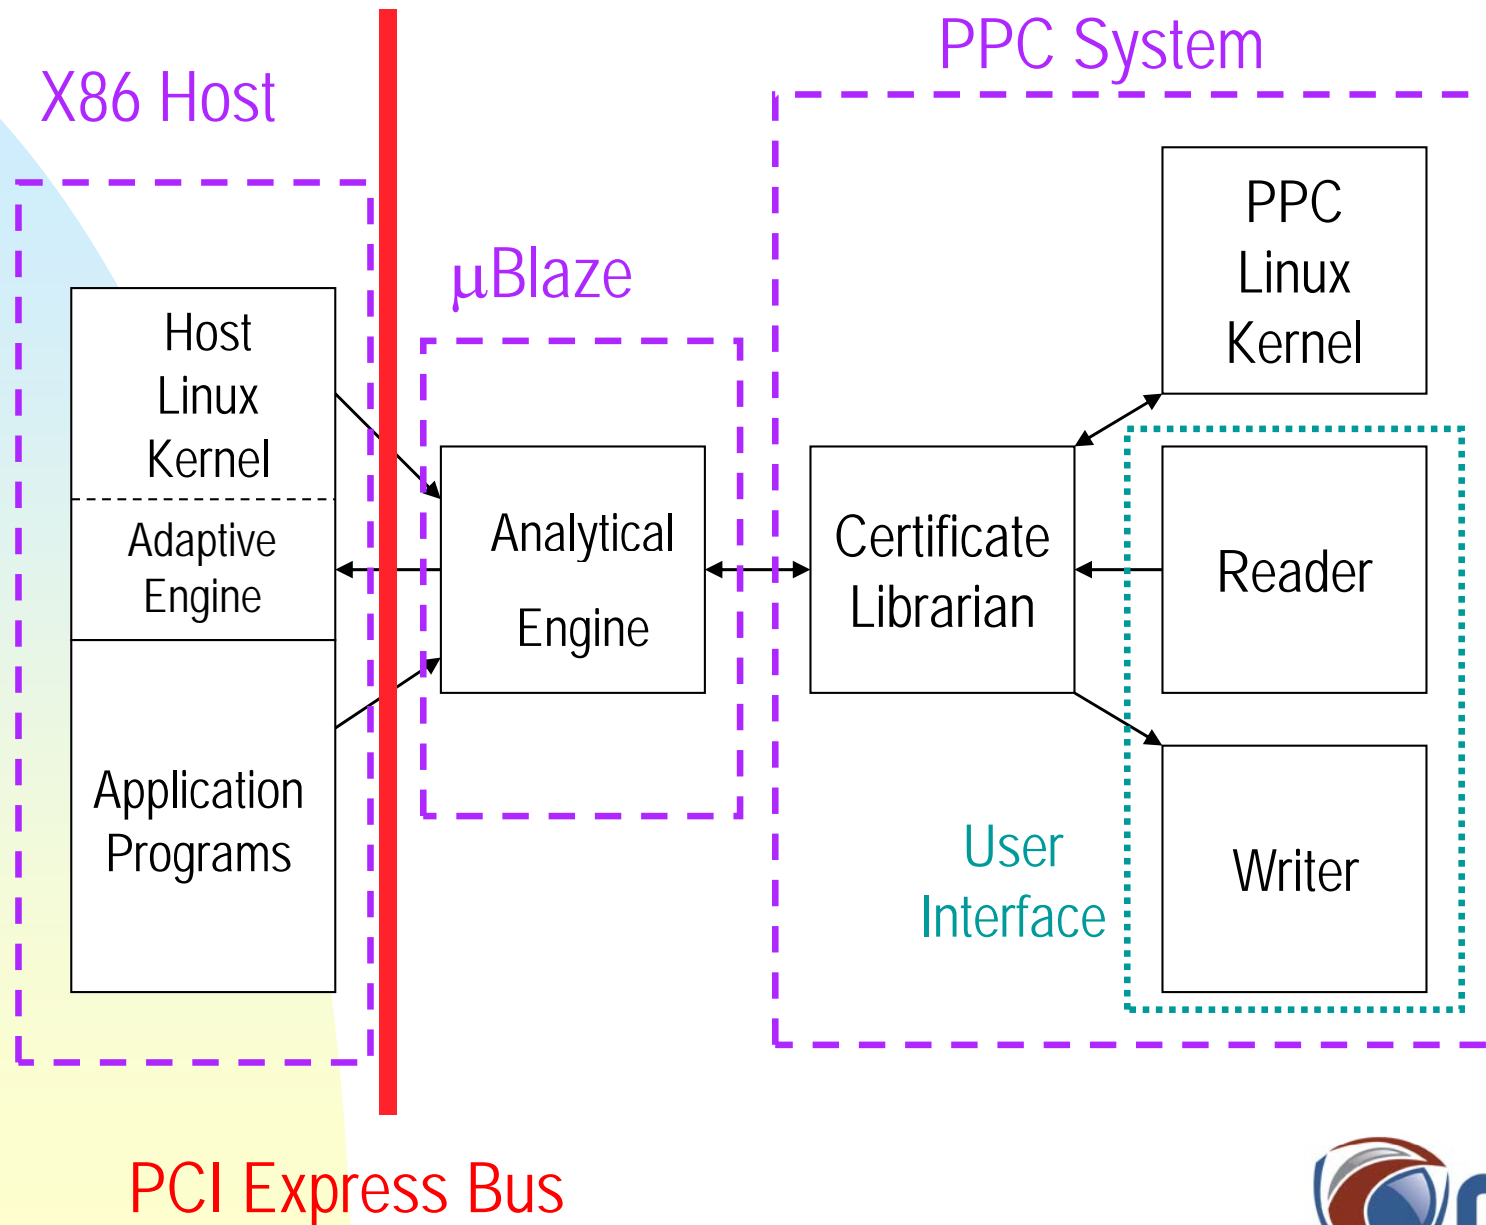 PPC System
X86 Host
PPC
Linux
Kernel
μBlaze
Host
Linux
Kernel
Adaptive
Engine
Analytical
Engine
Certificate
Librarian
Reader
Application
Programs
User
Interface
Writer
PCI Express Bus